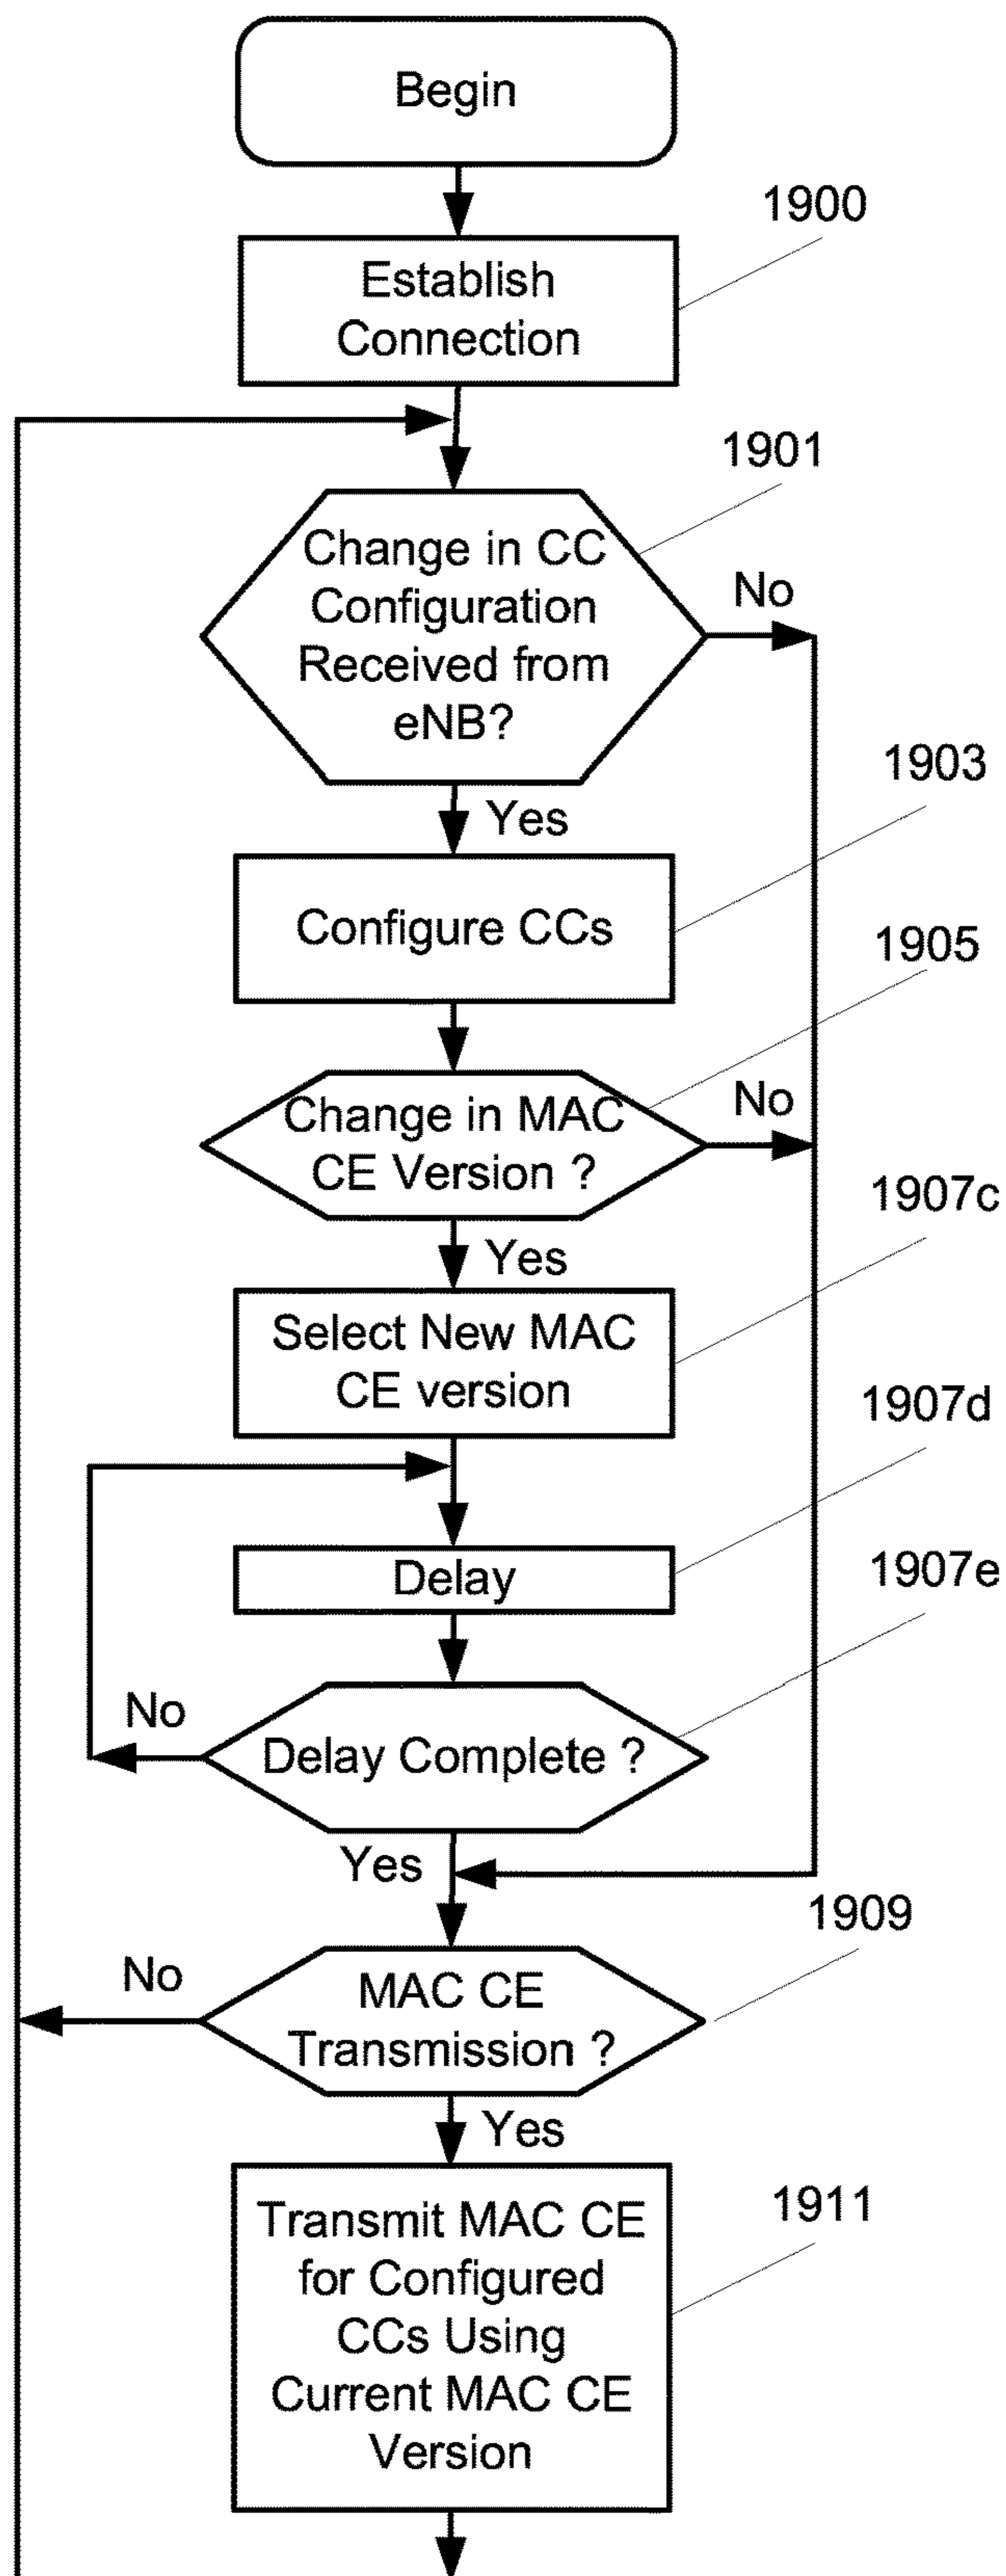 Begin
1900
Establish
Connection
1901
Change in CC
Configuration
Received from
eNB?
No
Yes
1903
Configure CCs
1905
Change in MAC
CE Version ?
No
Yes
1907c
Select New MAC
CE version
1907d
Delay
1907e
Delay Complete ?
No
Yes
1909
MAC CE
Transmission ?
No
Yes
1911
Transmit MAC CE
for Configured
CCs Using
Current MAC CE
Version